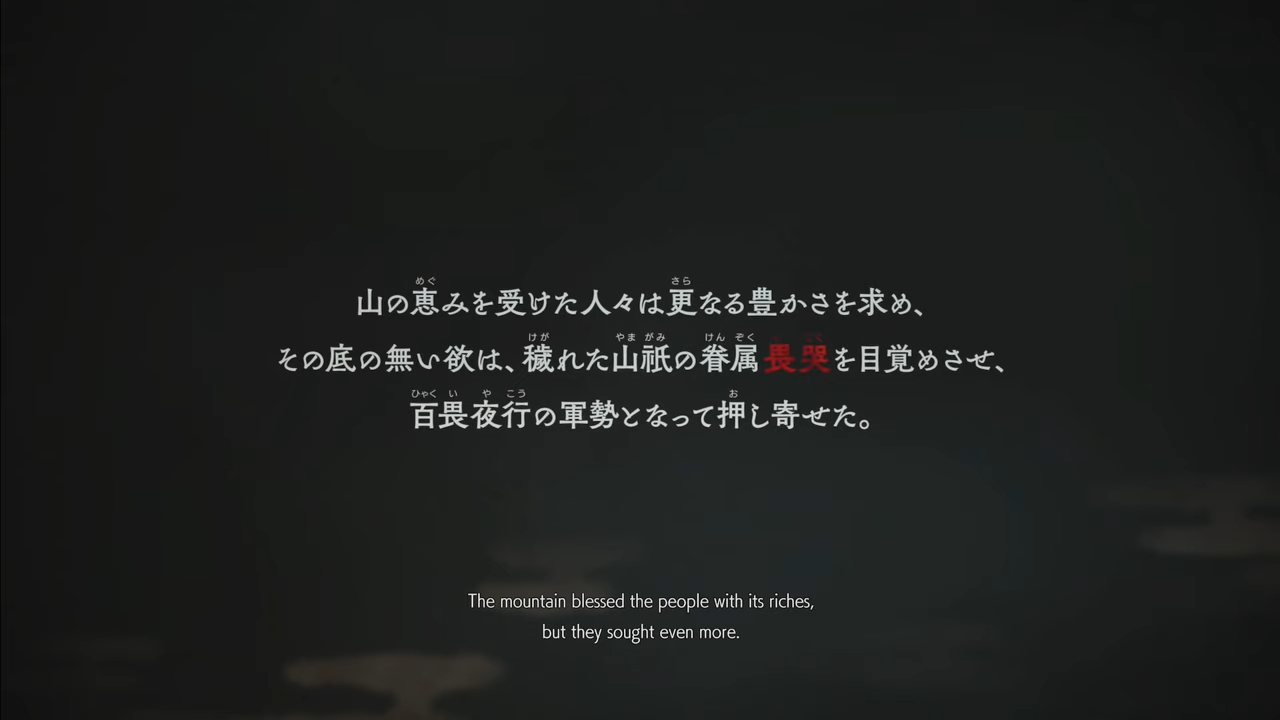 山の恵みを受けた人々は更なる豊かさを求め、
その底の無い欲は、穢れた山祇の眷属畏哭を目覚めさせ、
百畏夜行の軍勢となって押し寄せた。
The mountain blessed the people with its riches,
but they sought even more.